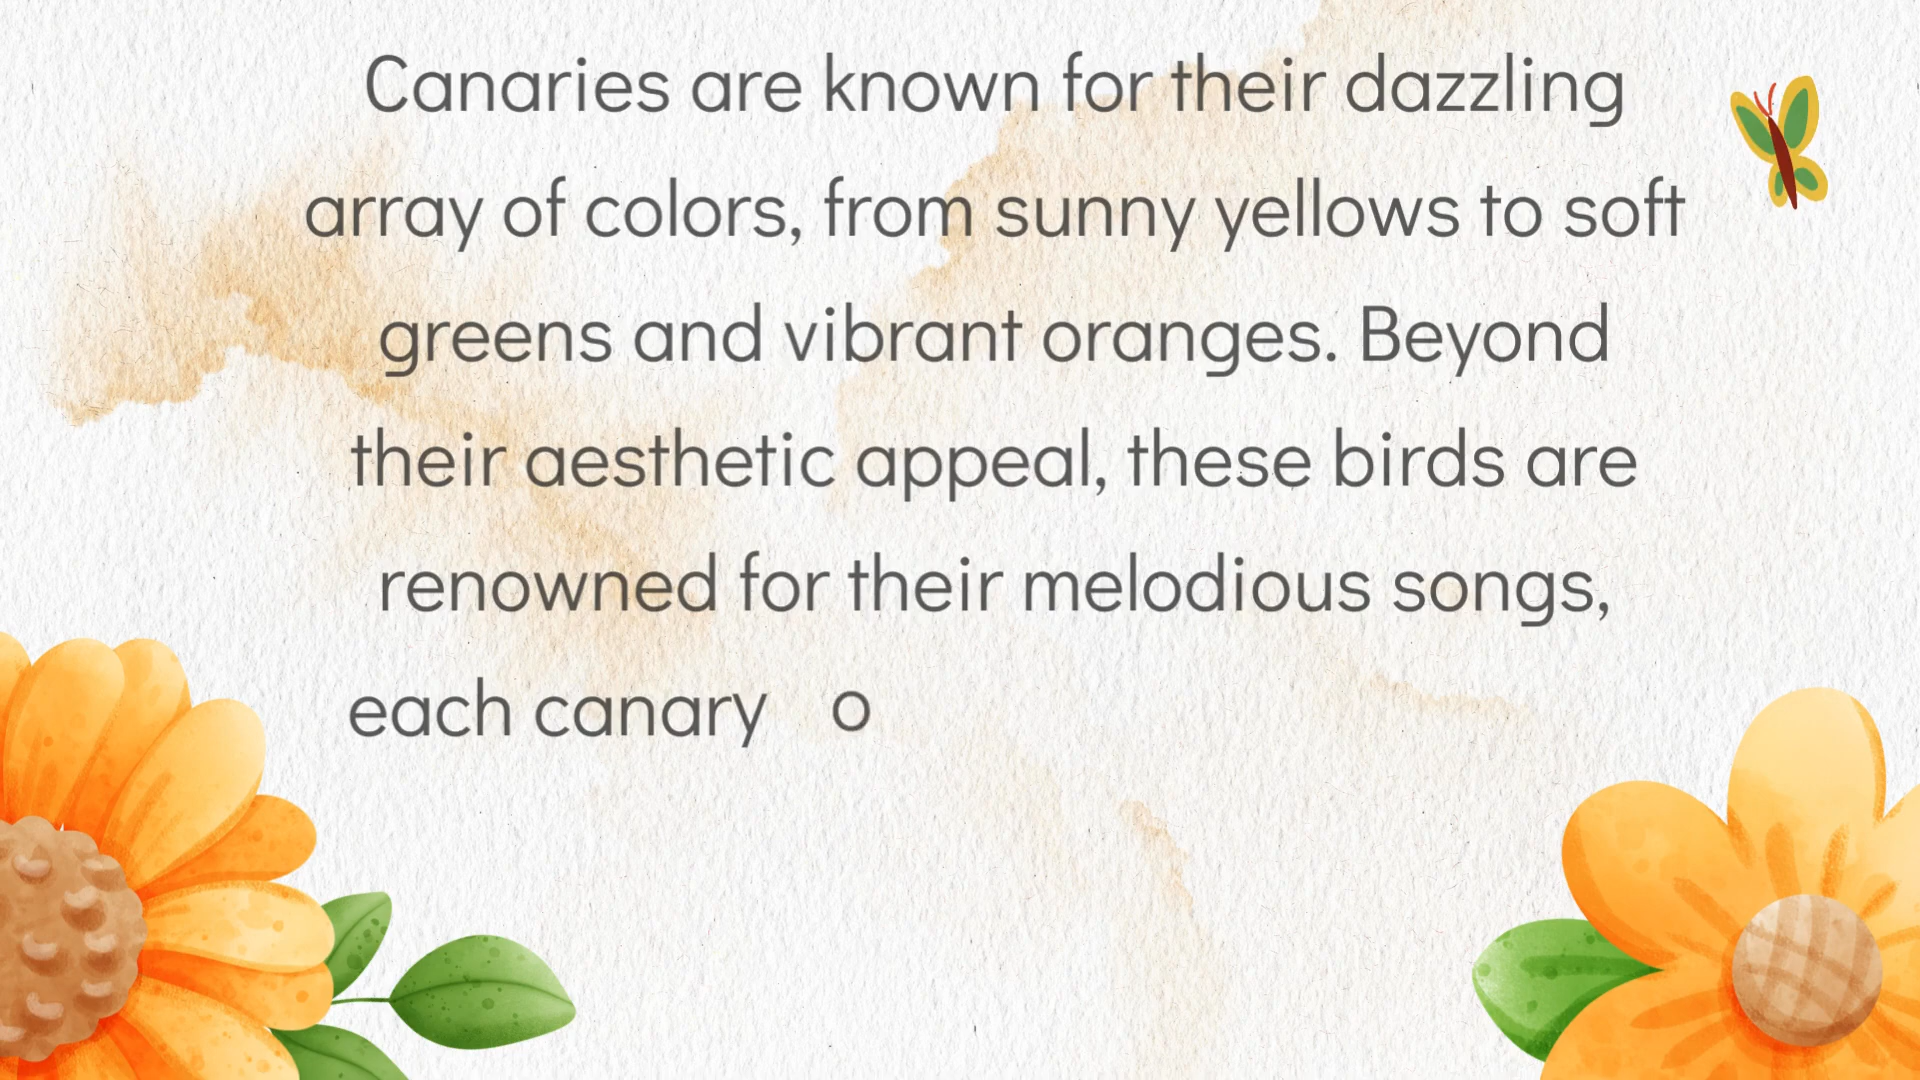 Canaries are known for their dazzling
array of colors, from sunny yellows to soft
greens and vibrant oranges. Beyond
their aesthetic appeal, these birds are
renowned for their melodious songs,
each canary o